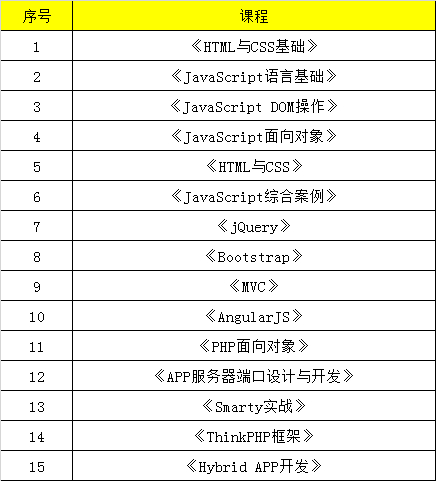 序号 课程
1 《HTML与CSS基础》
2 《JavaScript语言基础》
3 《JavaScript DOM操作》
4 《JavaScript面向对象》
5 《HTML与CSS》
6 《JavaScript综合案例》
7 《jQuery》
8 《Bootstrap》
9 《MVC》
10 《AngularJS》
11 《PHP面向对象》
12 《APP服务器端口设计与开发》
13 《Smarty实战》
14 《ThinkPHP框架》
15 《Hybrid APP开发》